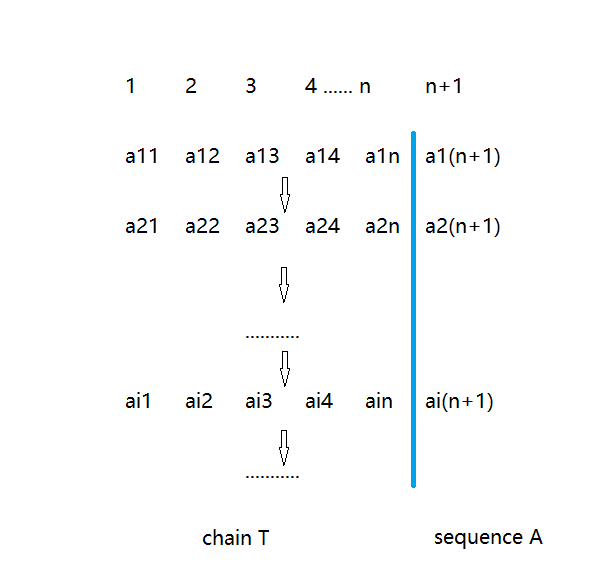 1 2 3 4 ...... n n+1
a11 a12 a13 a14 a1n a1(n+1)
a21 a22 a23 a24 a2n a2(n+1)
...........
ai1 ai2 ai3 ai4 ain ai(n+1)
...........
chain T sequence A